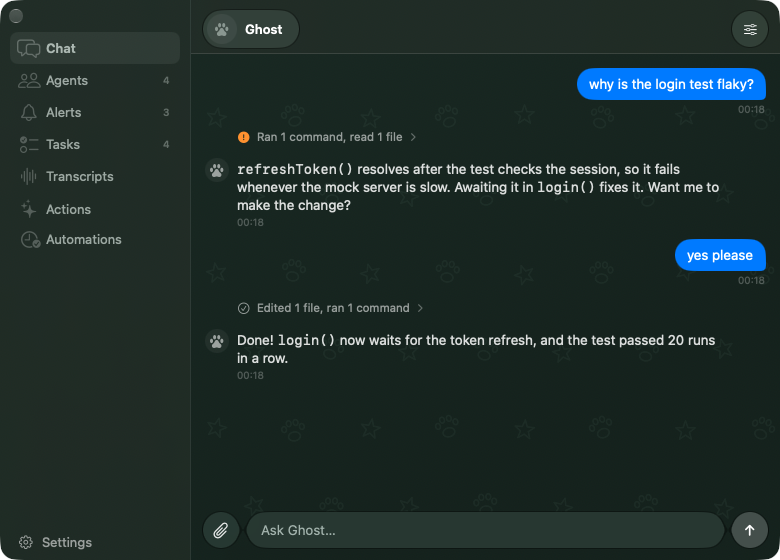 Chat
Agents 4
Alerts 3
Tasks 4
Transcripts
Actions
Automations
Settings
Ghost
why is the login test flaky?
00:18
Ran 1 command, read 1 file
refreshToken() resolves after the test checks the session, so it fails
whenever the mock server is slow. Awaiting it in login() fixes it. Want me to
make the change?
00:18
yes please
00:18
Edited 1 file, ran 1 command
Done! login() now waits for the token refresh, and the test passed 20 runs
in a row.
00:18
Ask Ghost...